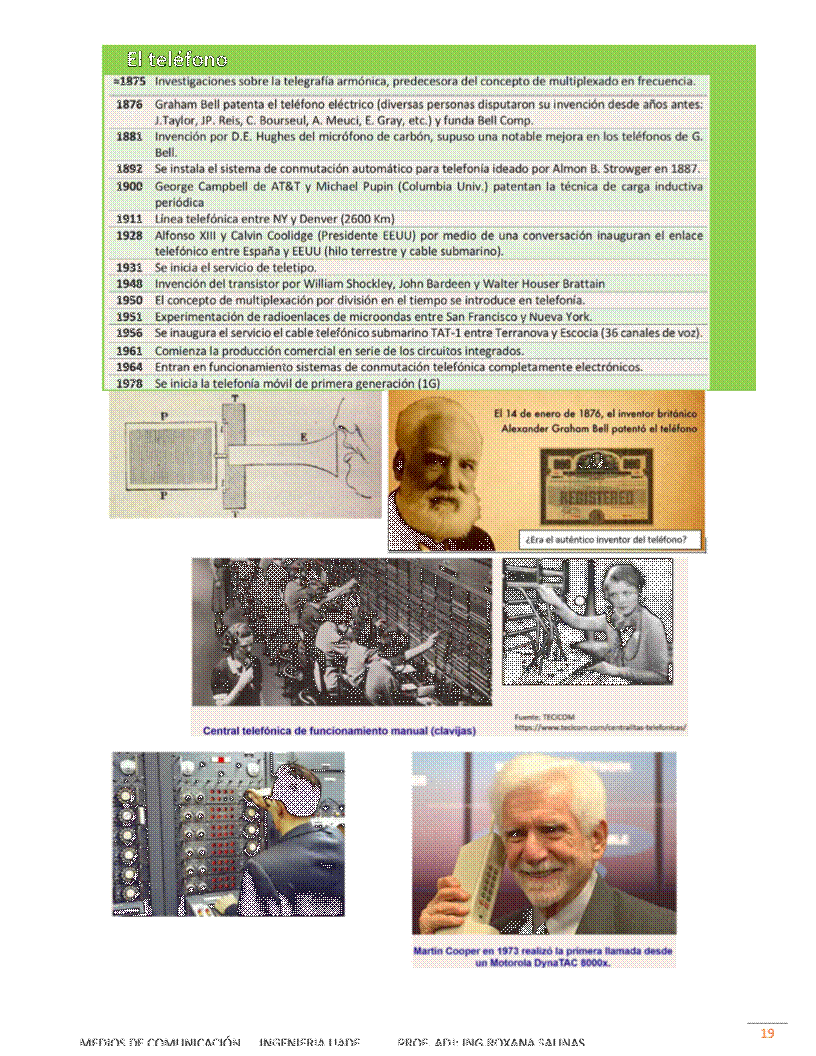 El teléfono
≈1875 Investigaciones sobre la telegrafía armónica, predecesora del concepto de multiplexado en frecuencia.
1876 Graham Bell patenta el teléfono eléctrico (diversas personas disputaron su invención desde años antes:
J.Taylor, JP. Reis, C. Bourseul, A. Meuci, E. Gray, etc.) y funda Bell Comp.
1881 Invención por D.E. Hughes del micrófono de carbón, supuso una notable mejora en los teléfonos de G.
Bell.
1892 Se instala el sistema de conmutación automático para telefonía ideado por Almon B. Strowger en 1887.
1900 George Campbell de AT&T y Michael Pupin (Columbia Univ.) patentan la técnica de carga inductiva
periódica
1911 Línea telefónica entre NY y Denver (2600 Km)
1928 Alfonso XIII y Calvin Coolidge (Presidente EEUU) por medio de una conversación inauguran el enlace
telefónico entre España y EEUU (hilo terrestre y cable submarino).
1931 Se inicia el servicio de teletipo.
1948 Invención del transistor por William Shockley, John Bardeen y Walter Houser Brattain
1950 El concepto de multiplexación por división en el tiempo se introduce en telefonía.
1951 Experimentación de radioenlaces de microondas entre San Francisco y Nueva York.
1956 Se inaugura el servicio el cable telefónico submarino TAT-1 entre Terranova y Escocia (36 canales de voz).
1961 Comienza la producción comercial en serie de los circuitos integrados.
1964 Entran en funcionamiento sistemas de conmutación telefónica completamente electrónicos.
1978 Se inicia la telefonía móvil de primera generación (1G)
T
P
E
P
T
El 14 de enero de 1876, el inventor británico
Alexander Graham Bell patentó el teléfono
REGISTERED
¿Era el auténtico inventor del teléfono?
Fuente: TECICOM
https://www.tecicom.com/centralitas-telefonicas/
Central telefónica de funcionamiento manual (clavijas)
Martin Cooper en 1973 realizó la primera llamada desde
un Motorola DynaTAC 8000x.
19
MEDIOS DE COMUNICACIÓN INGENIERIA UADE PROF. ADJ: ING ROXANA SALINAS